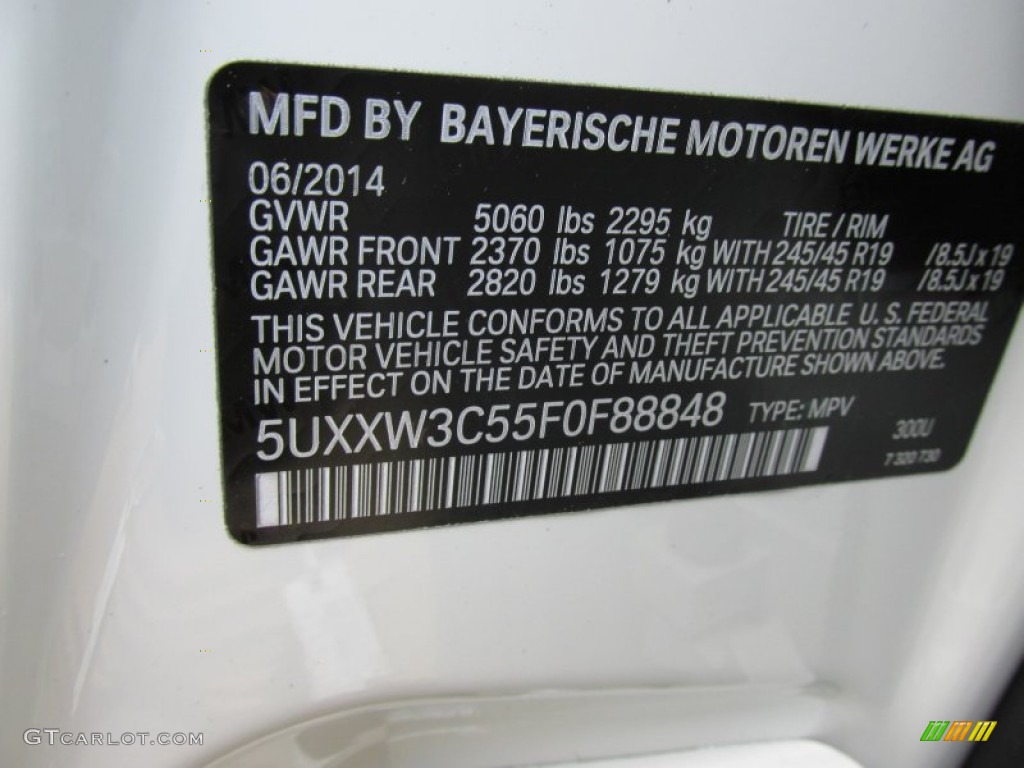 MFD BY BAYERISCHE MOTOREN WERKE AG
06/2014
GVWR 5060 lbs 2295 kg TIRE / RIM
GAWR FRONT 2370 lbs 1075 kg WITH 245/45 R19 /8.5J x 19
GAWR REAR 2820 lbs 1279 kg WITH 245/45 R19 /8.5J x 19
THIS VEHICLE CONFORMS TO ALL APPLICABLE U. S. FEDERAL
MOTOR VEHICLE SAFETY AND THEFT PREVENTION STANDARDS
IN EFFECT ON THE DATE OF MANUFACTURE SHOWN ABOVE.
5UXXW3C55F0F88848 TYPE: MPV
300U
7 320 730
GTCARLOT.COM